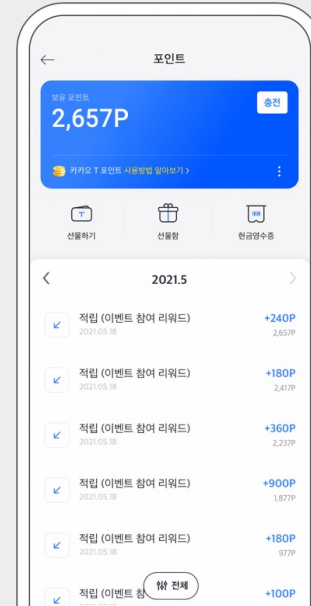 포인트
보유 포인트
2,657P
충전
카카오 T 포인트 사용방법 알아보기 >
T
선물하기
선물함
현금영수증
2021.5
적립 (이벤트 참여 리워드)
+240P
2021.05.18
2,657P
적립 (이벤트 참여 리워드)
+180P
2021.05.18
2,417P
적립 (이벤트 참여 리워드)
+360P
2021.05.18
2,237P
적립 (이벤트 참여 리워드)
+900P
2021.05.18
1,877P
적립 (이벤트 참여 리워드)
+180P
2021.05.18
977P
적립 (이벤트 참
+100P
전체